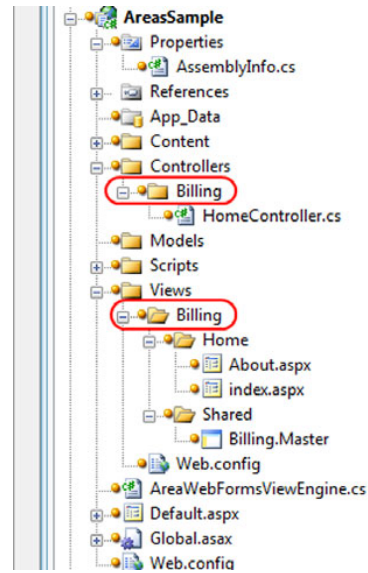 AreasSample
Properties
AssemblyInfo.cs
References
App_Data
Content
Controllers
Billing
HomeController.cs
Models
Scripts
Views
Billing
Home
About.aspx
index.aspx
Shared
Billing.Master
Web.config
AreaWebFormsViewEngine.cs
Default.aspx
Global.asax
Web.config